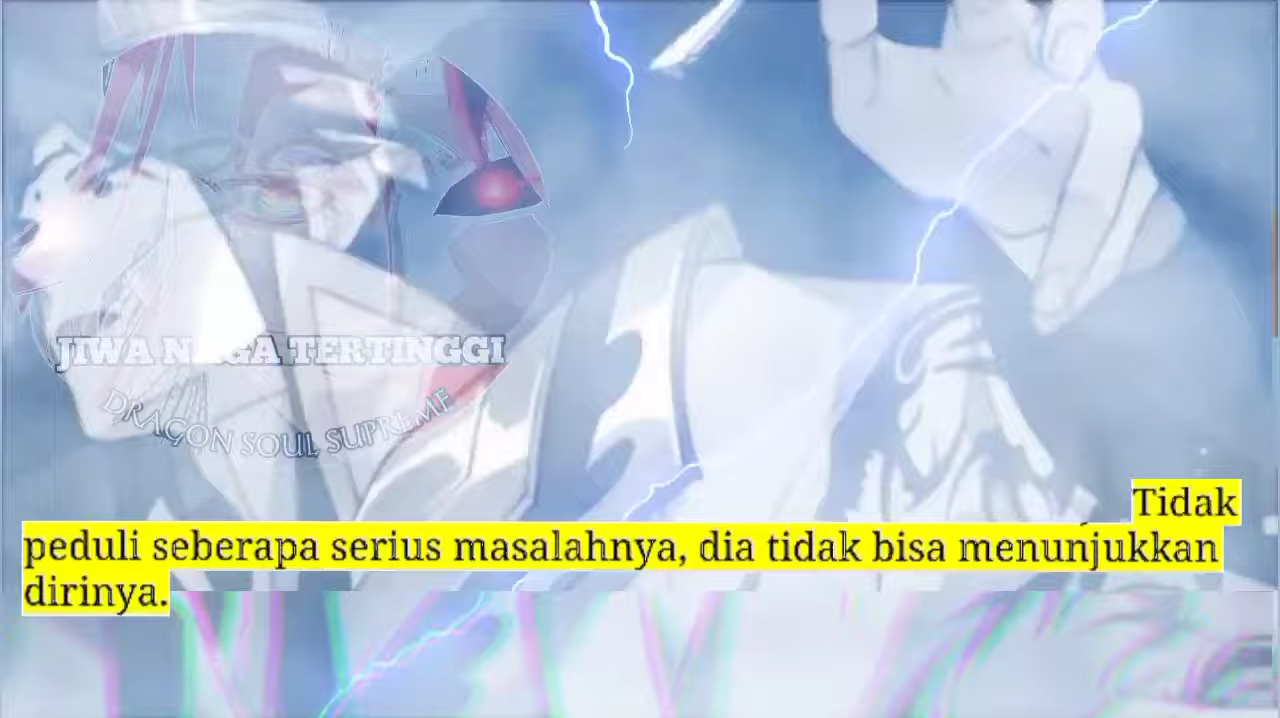 JIWA NAGA TERTINGGI
DRAGON SOUL SUPREME
Tidak
peduli seberapa serius masalahnya, dia tidak bisa menunjukkan
dirinya.